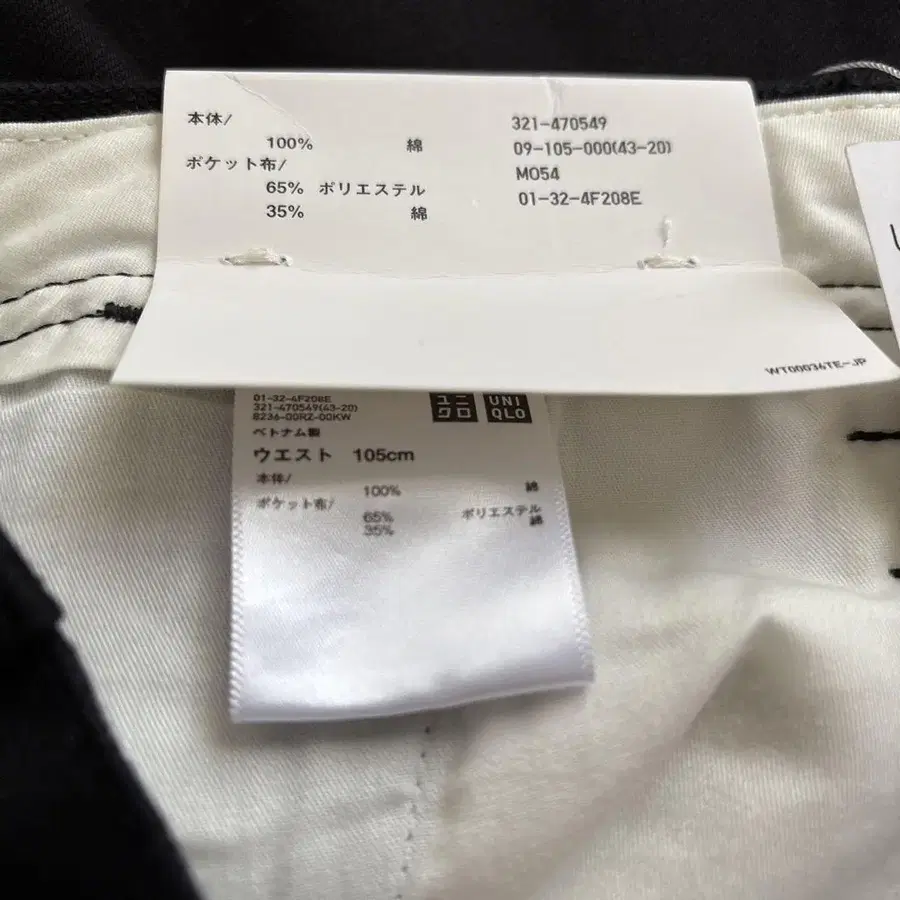 本体/
100% 綿
ポケット布/
65% ポリエステル
35% 綿
321-470549
09-105-000(43-20)
MO54
01-32-4F208E
WT00036TE-JP
01-32-4F208E
321-470549(43-20)
8236-00RZ-00KW
ユニクロ
UNIQLO
ベトナム製
ウエスト 105cm
本体/
100% 綿
ポケット布/
65% ポリエステル
35% 綿